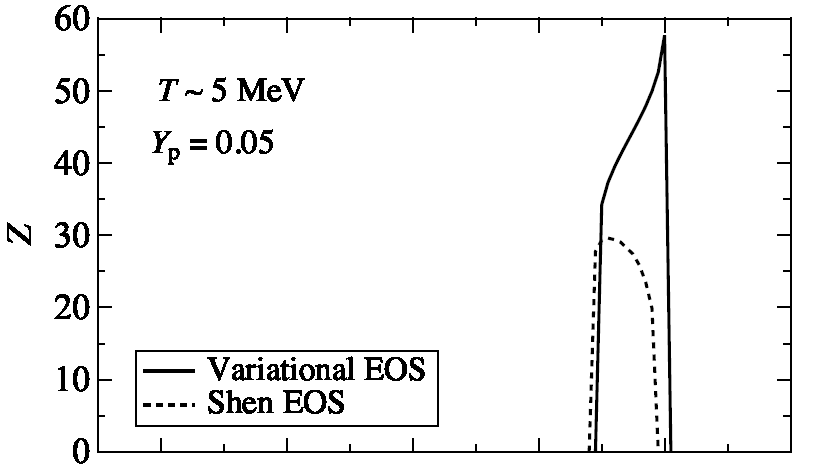 60
50
40
30
20
10
0
Z
T ~ 5 MeV
Yp = 0.05
Variational EOS
Shen EOS